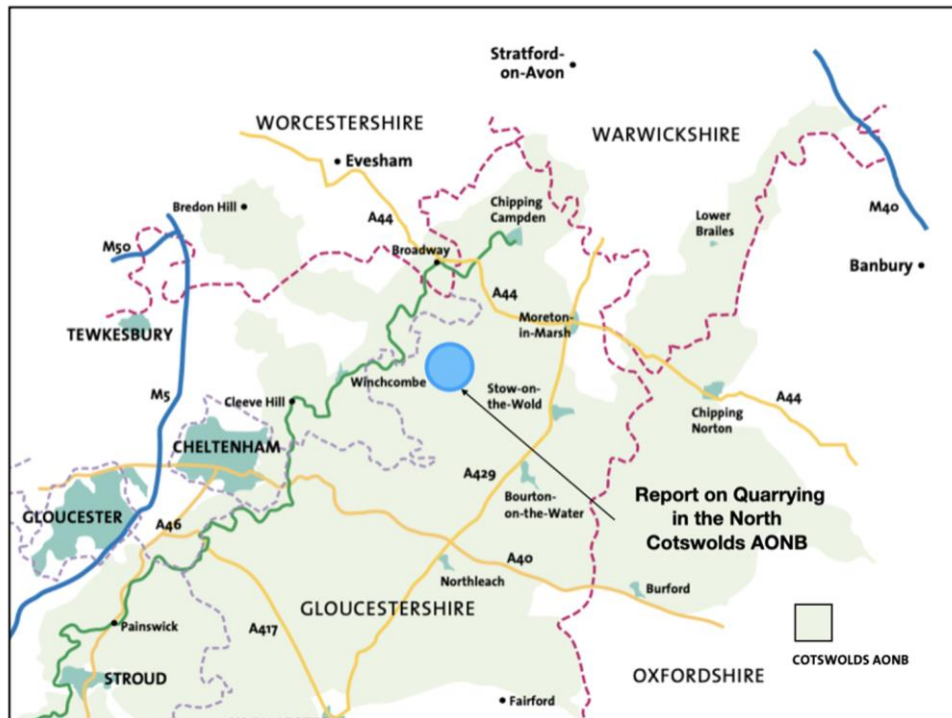 Stratford-
on-Avon
WORCESTERSHIRE
WARWICKSHIRE
Evesham
M40
Bredon Hill
A44
Chipping
Campden
Lower
Brailes
M50
Broadway
Banbury
A44
TEWKESBURY
Moreton-
in-Marsh
M5
Winchcombe
Stow-on-
the-Wold
A44
Cleeve Hill
Chipping
Norton
CHELTENHAM
A429
Bourton-
on-the-Water
Report on Quarrying
in the North
Cotswolds AONB
GLOUCESTER
A46
A40
Northleach
Burford
GLOUCESTERSHIRE
Painswick
A417
COTSWOLDS AONB
STROUD
OXFORDSHIRE
Fairford